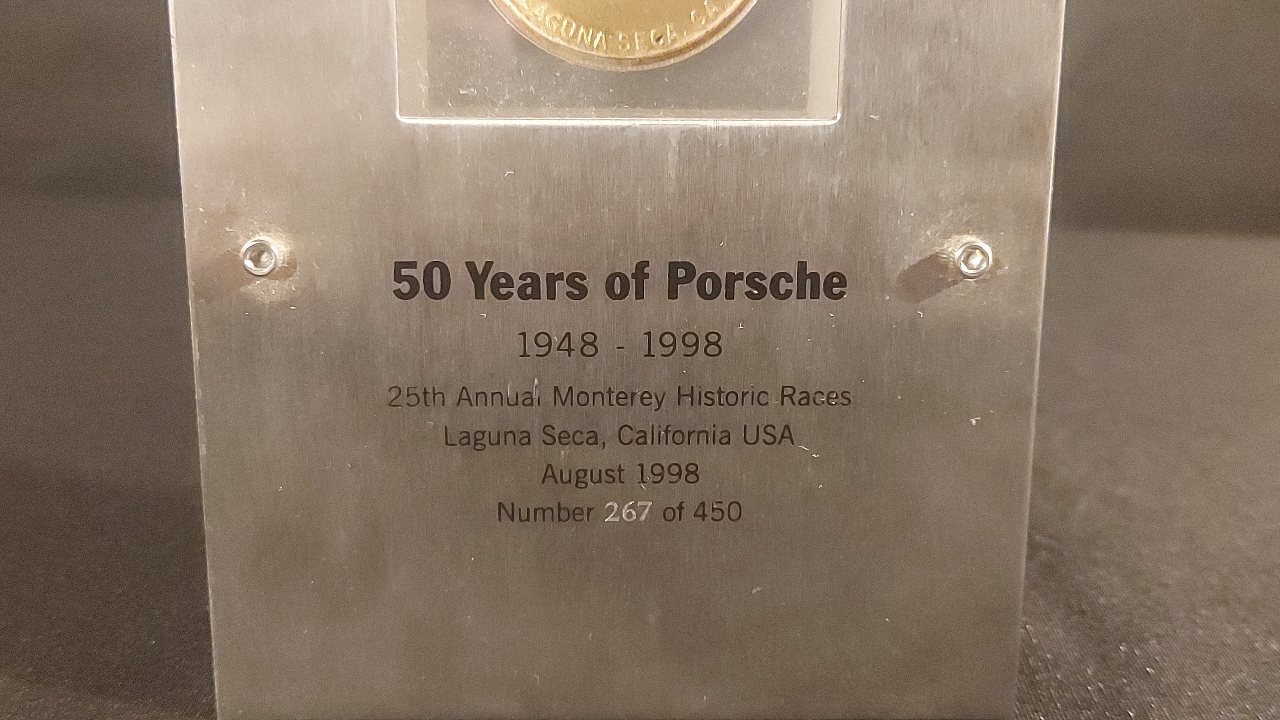 LAGUNA SECA, CA
50 Years of Porsche
1948 - 1998
25th Annual Monterey Historic Races
Laguna Seca, California USA
August 1998
Number 267 of 450